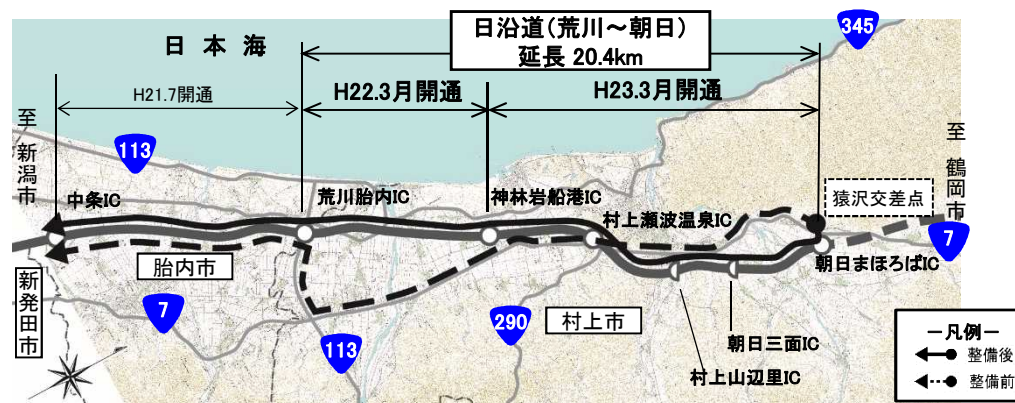 日沿道（荒川～朝日）
延長 20.4km
345
日 本 海
H21.7開通
H22.3月開通
H23.3月開通
至 新潟市
113
至 鶴岡市
中条IC
荒川胎内IC
神林岩船港IC
村上瀬波温泉IC
猿沢交差点
7
朝日まほろばIC
胎内市
新発田市
7
113
290
村上市
朝日三面IC
村上山辺里IC
－凡例－
整備後
整備前